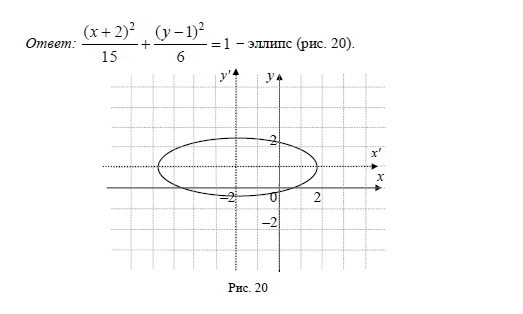 Ответ: (x + 2)² / 15 + (y − 1)² / 6 = 1 – эллипс (рис. 20).
y' y
2
x'
x
–2 0 2
–2
Рис. 20